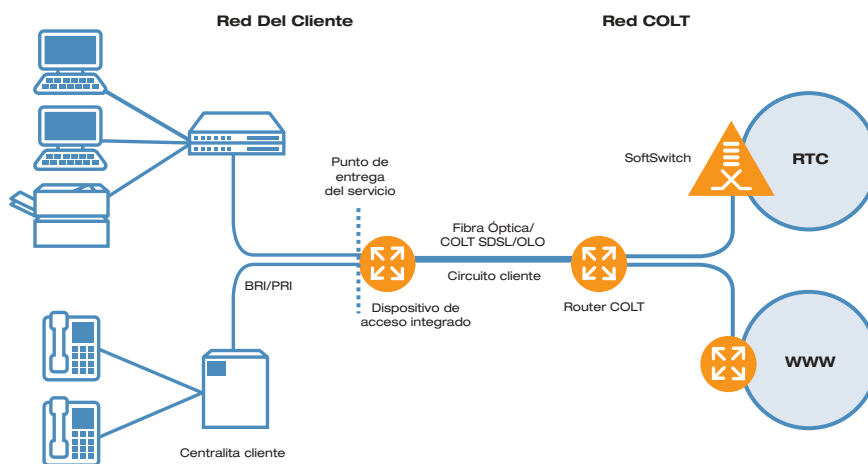 Red Del Cliente
Red COLT
SoftSwitch
RTC
Punto de
entrega
del servicio
Fibra Óptica/
COLT SDSL/OLO
BRI/PRI
Circuito cliente
Dispositivo de
acceso integrado
Router COLT
WWW
Centralita cliente